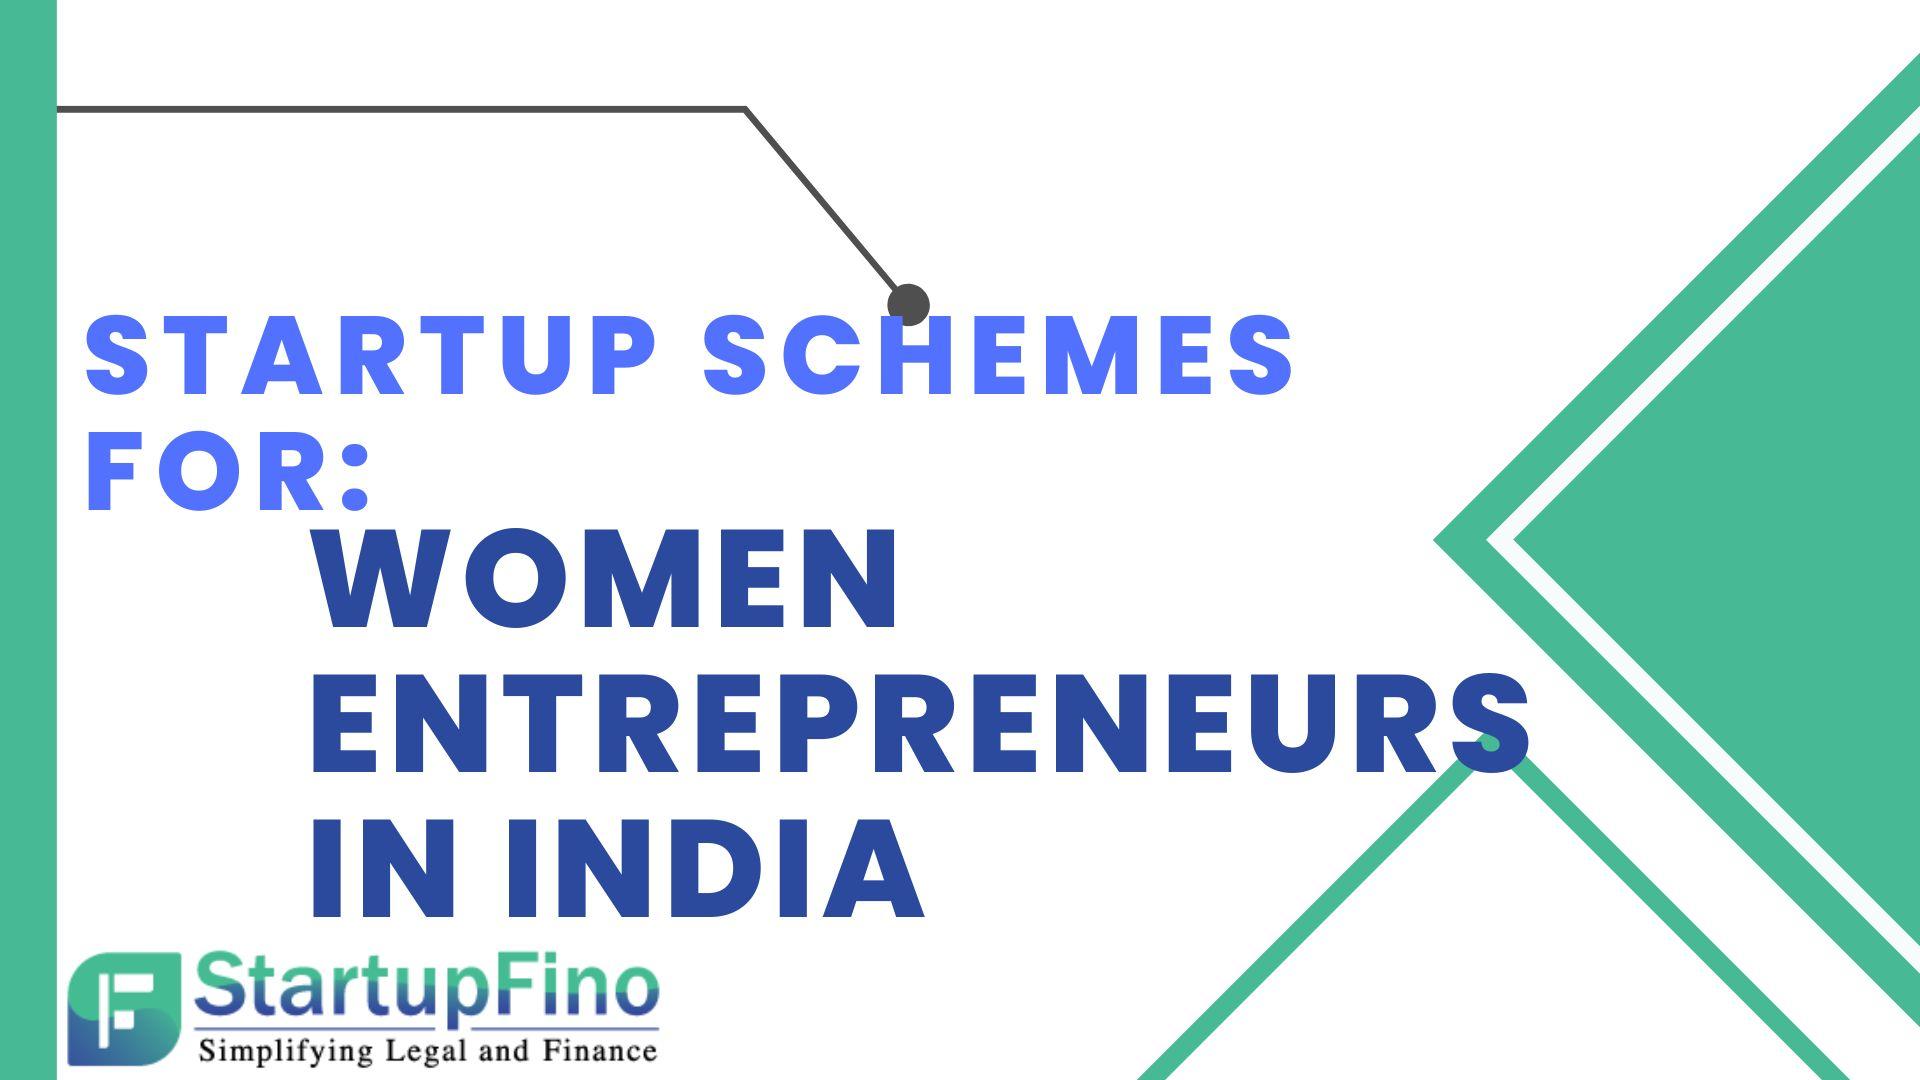 STARTUP SCHEMES
FOR:
WOMEN
ENTREPRENEURS
IN INDIA
StartupFino
Simplifying Legal and Finance